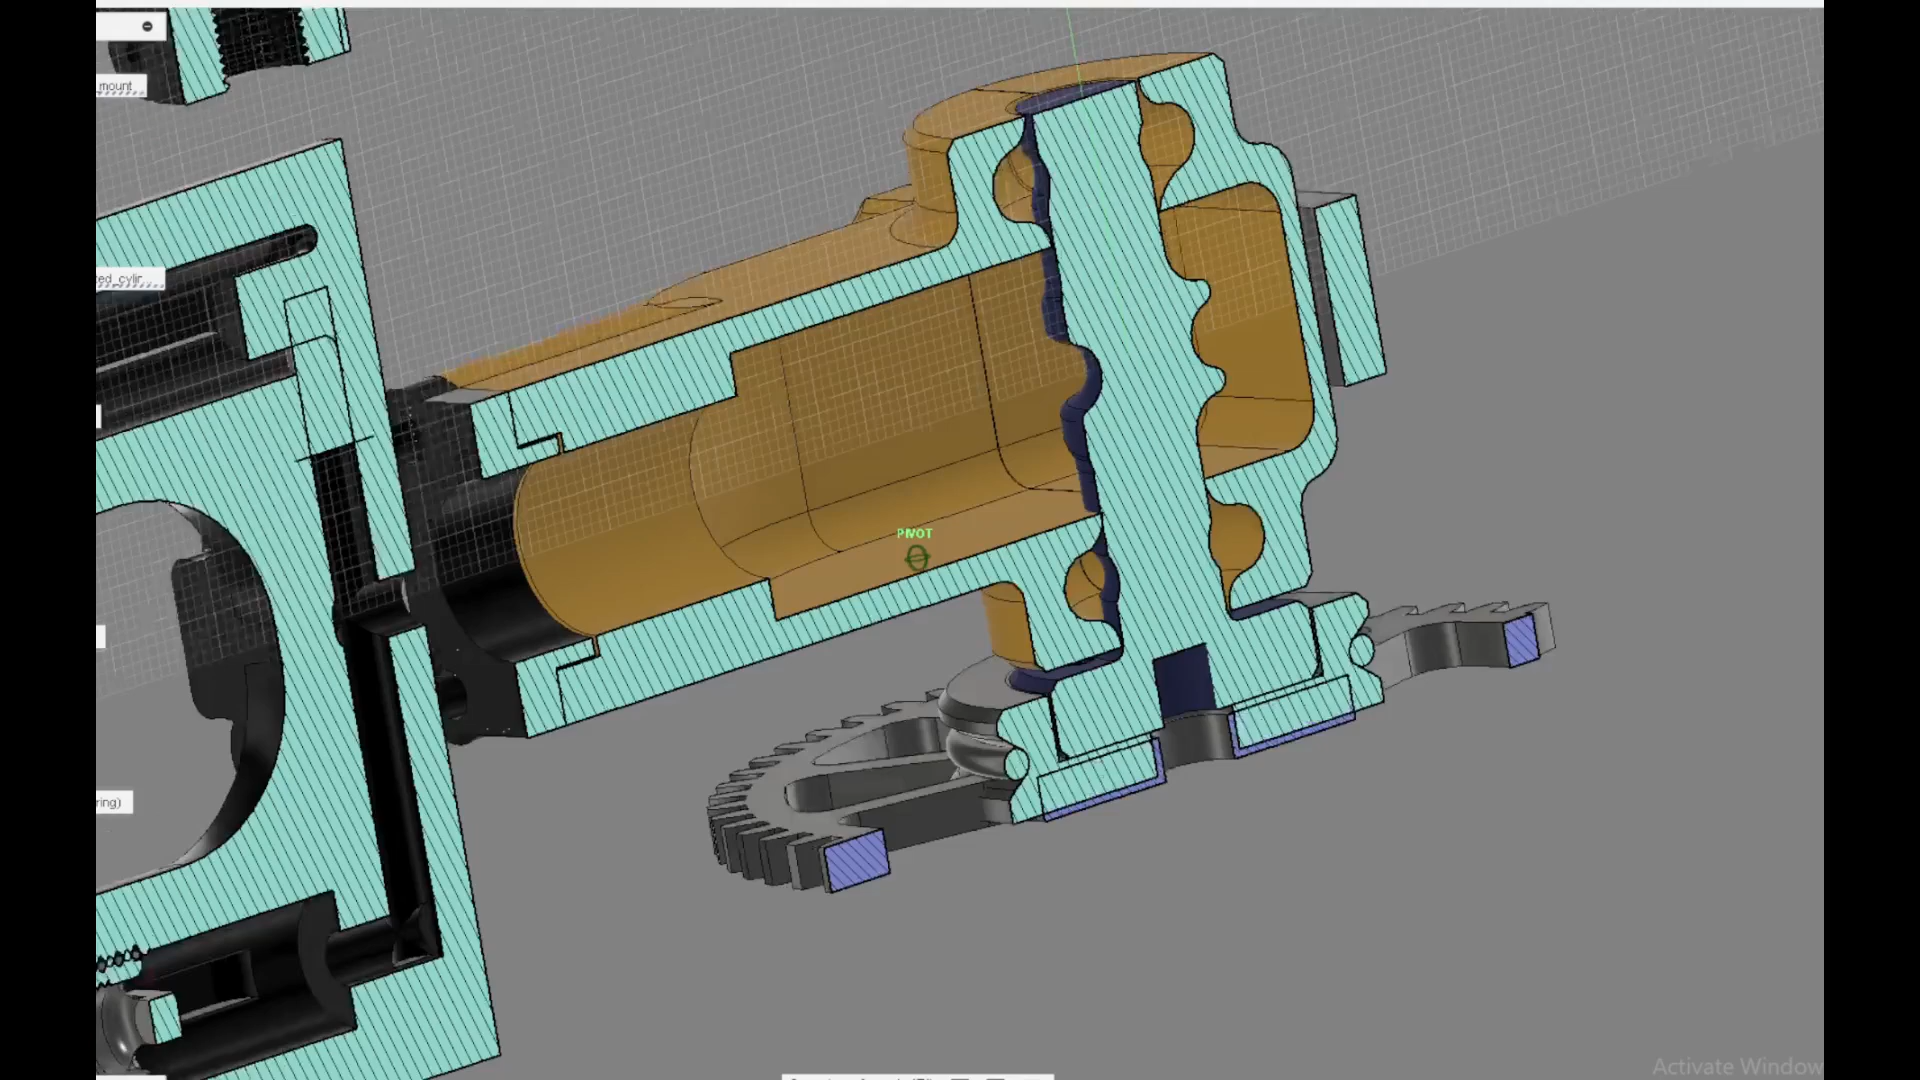 mount
ed_cylir...
PIVOT
ring)
Activate Window